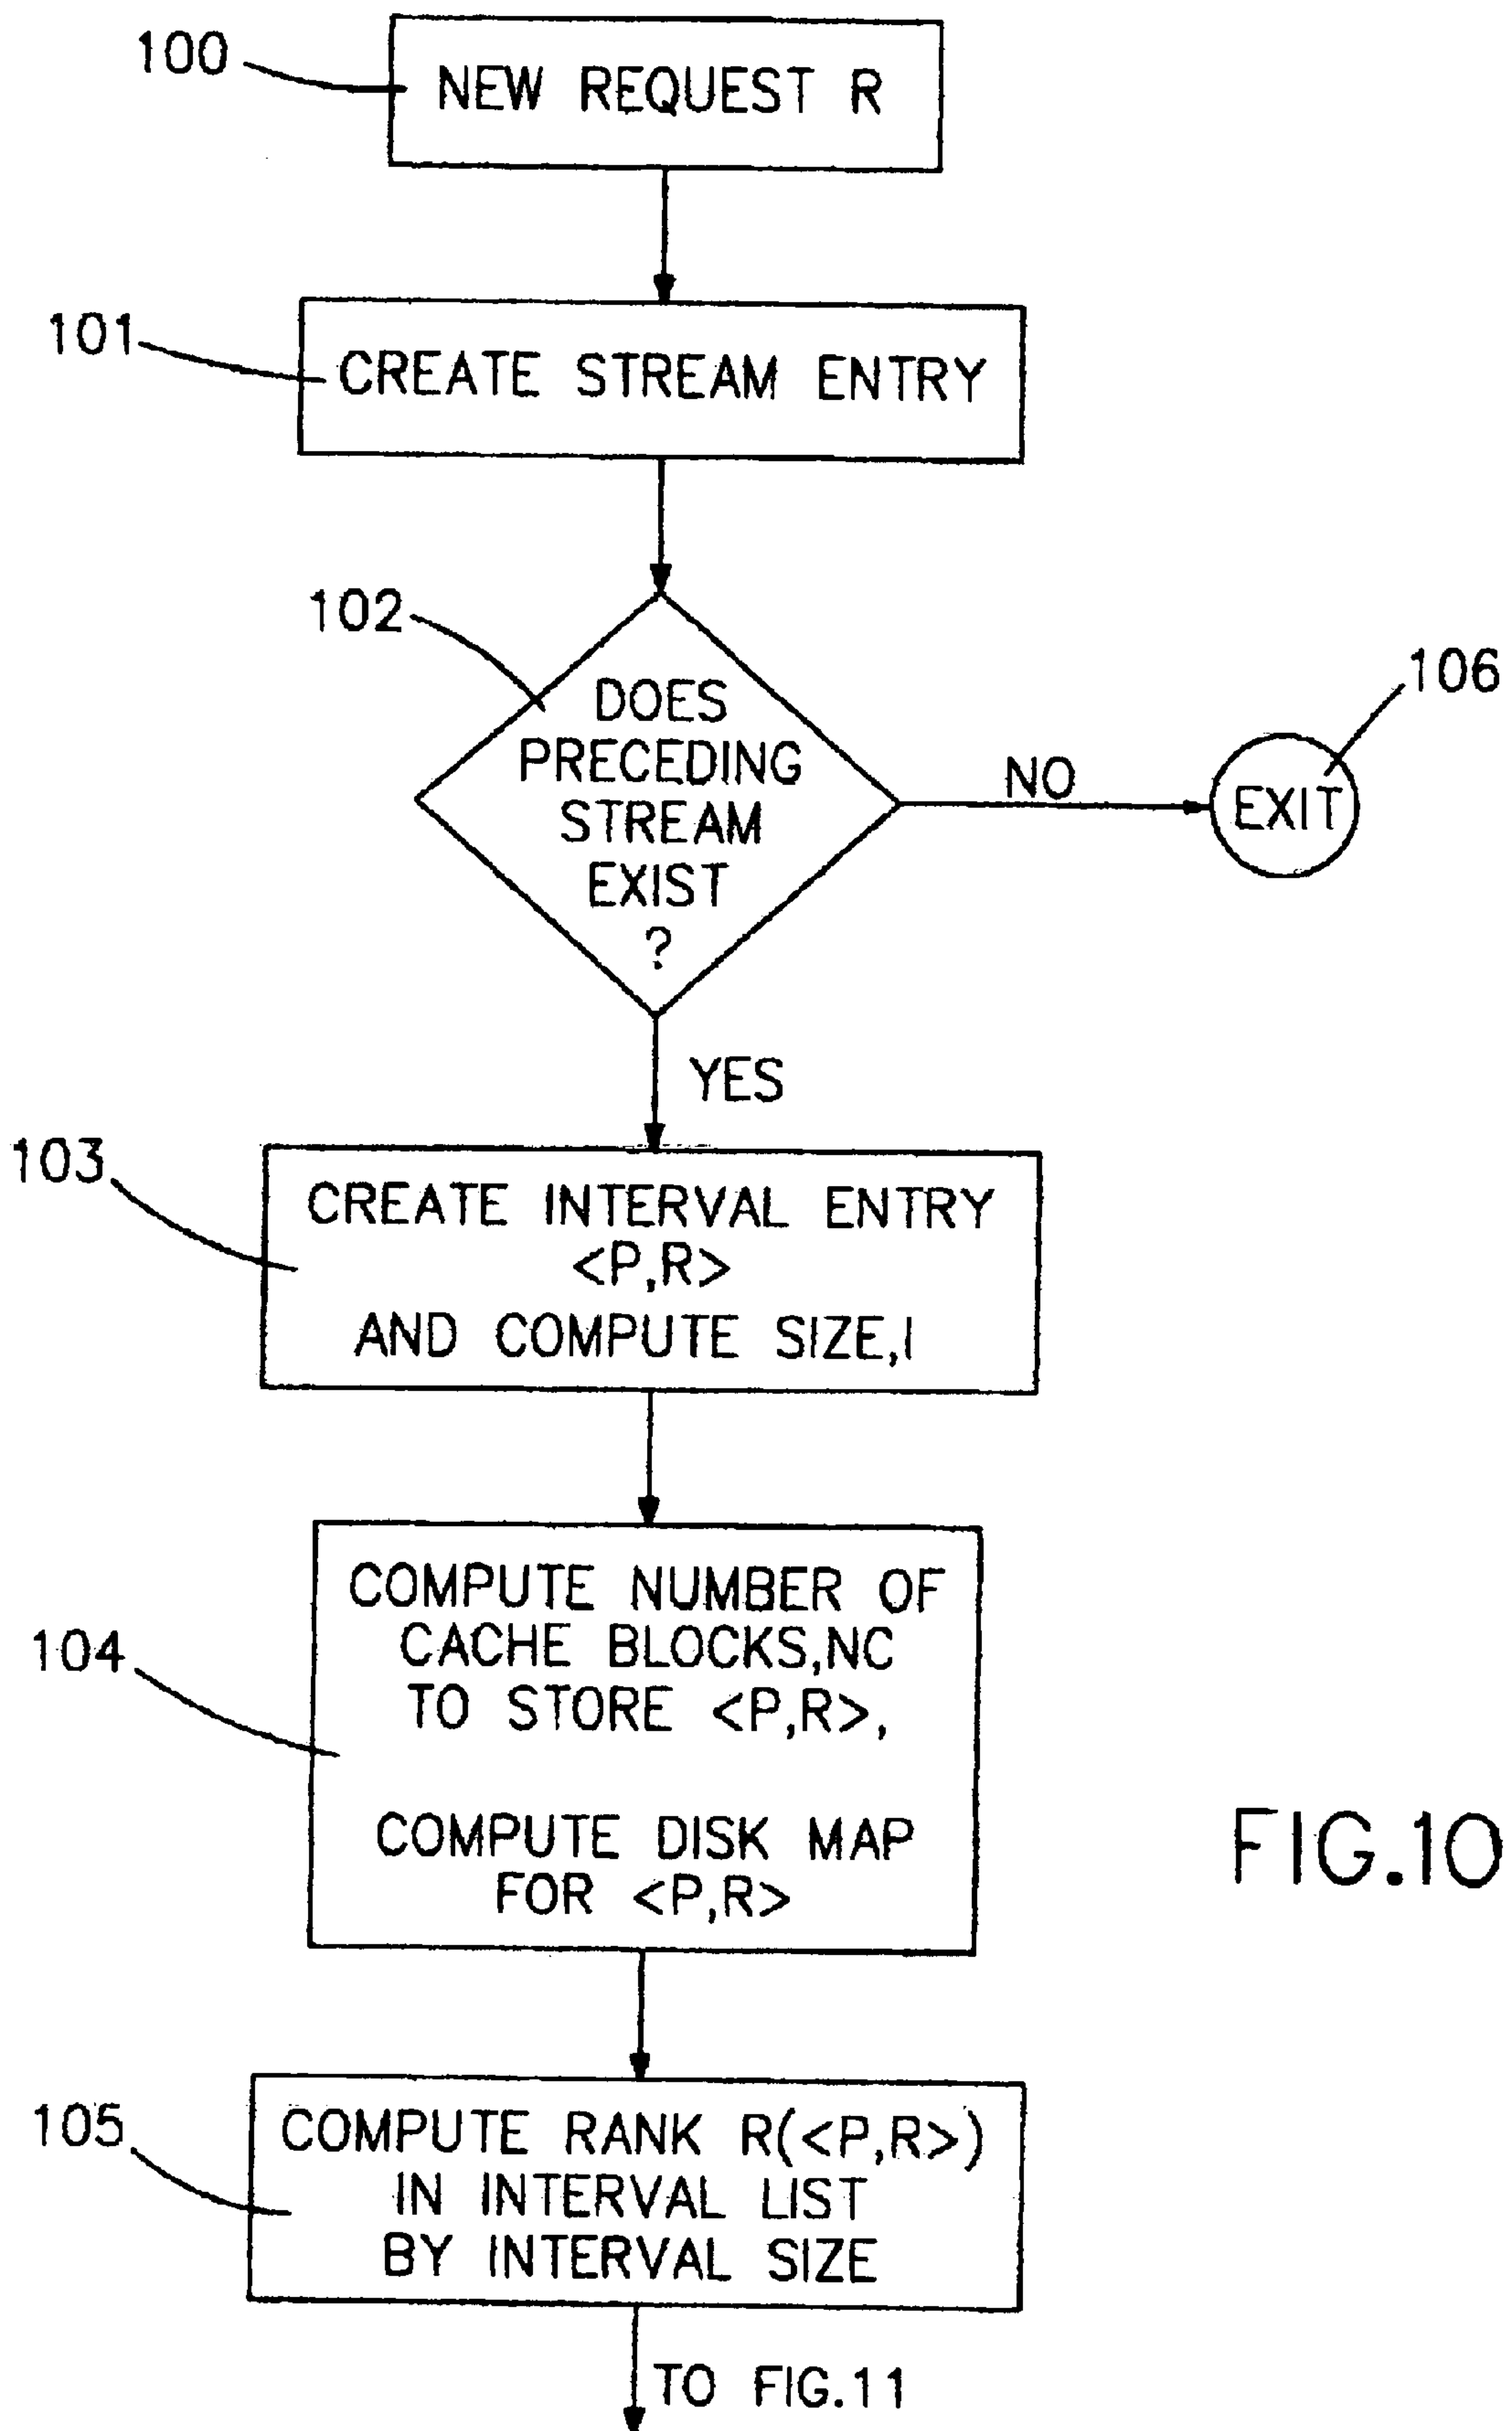 100
NEW REQUEST R
101
CREATE STREAM ENTRY
102
DOES
PRECEDING
STREAM
EXIST
?
NO
106
EXIT
YES
103
CREATE INTERVAL ENTRY
<P,R>
AND COMPUTE SIZE,I
104
COMPUTE NUMBER OF
CACHE BLOCKS,NC
TO STORE <P,R>,
COMPUTE DISK MAP
FOR <P,R>
FIG.10
105
COMPUTE RANK R(<P,R>)
IN INTERVAL LIST
BY INTERVAL SIZE
TO FIG.11